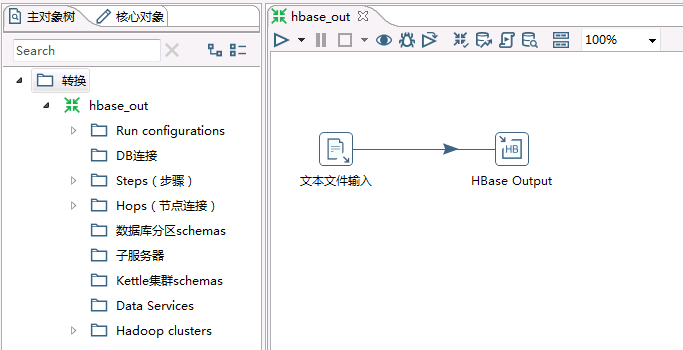 主对象树
核心对象
Search
转换
hbase_out
Run configurations
DB连接
Steps（步骤）
Hops（节点连接）
数据库分区schemas
子服务器
Kettle集群schemas
Data Services
Hadoop clusters
hbase_out
100%
文本文件输入
HB
HBase Output